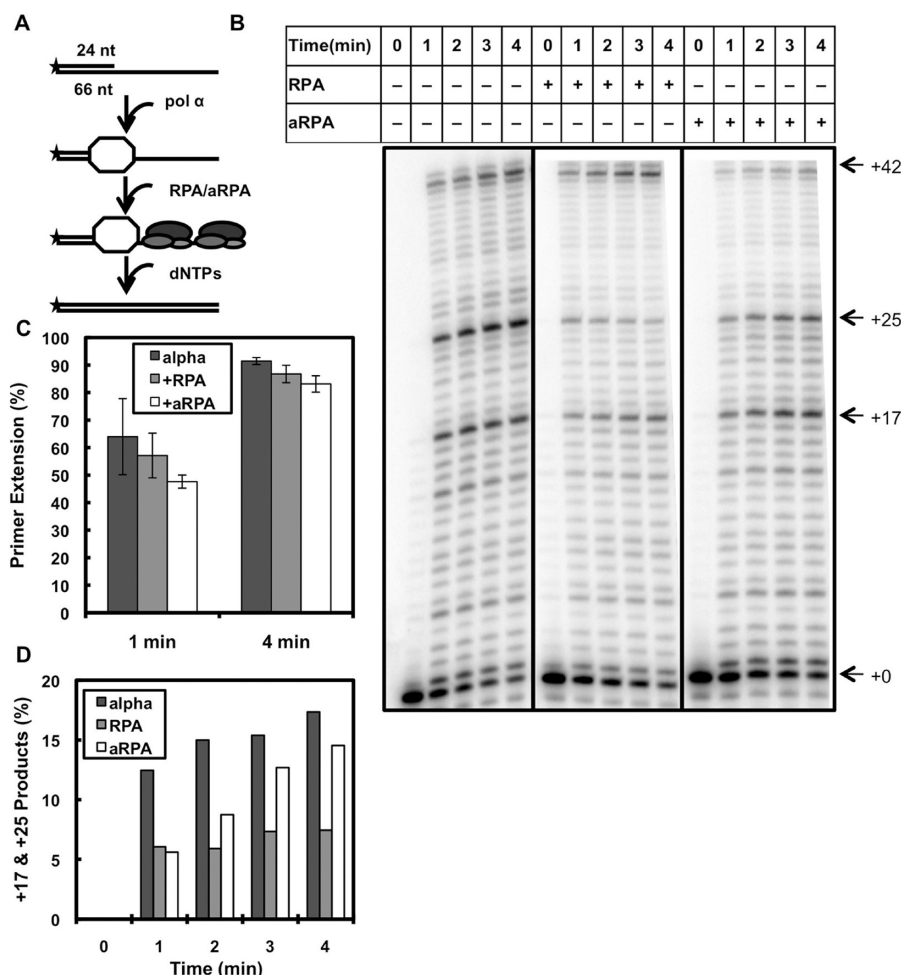 A
24 nt
66 nt
pol α
RPA/aRPA
dNTPs
B
Time(min) 0 1 2 3 4 0 1 2 3 4 0 1 2 3 4
RPA – – – – – + + + + + – – – – –
aRPA – – – – – – – – – – + + + + +
+42
+25
+17
+0
C
Primer Extension (%)
100
90
80
70
60
50
40
30
20
10
0
alpha
+RPA
+aRPA
1 min 4 min
D
+17 & +25 Products (%)
20
15
10
5
0
alpha
RPA
aRPA
0 1 2 3 4
Time (min)